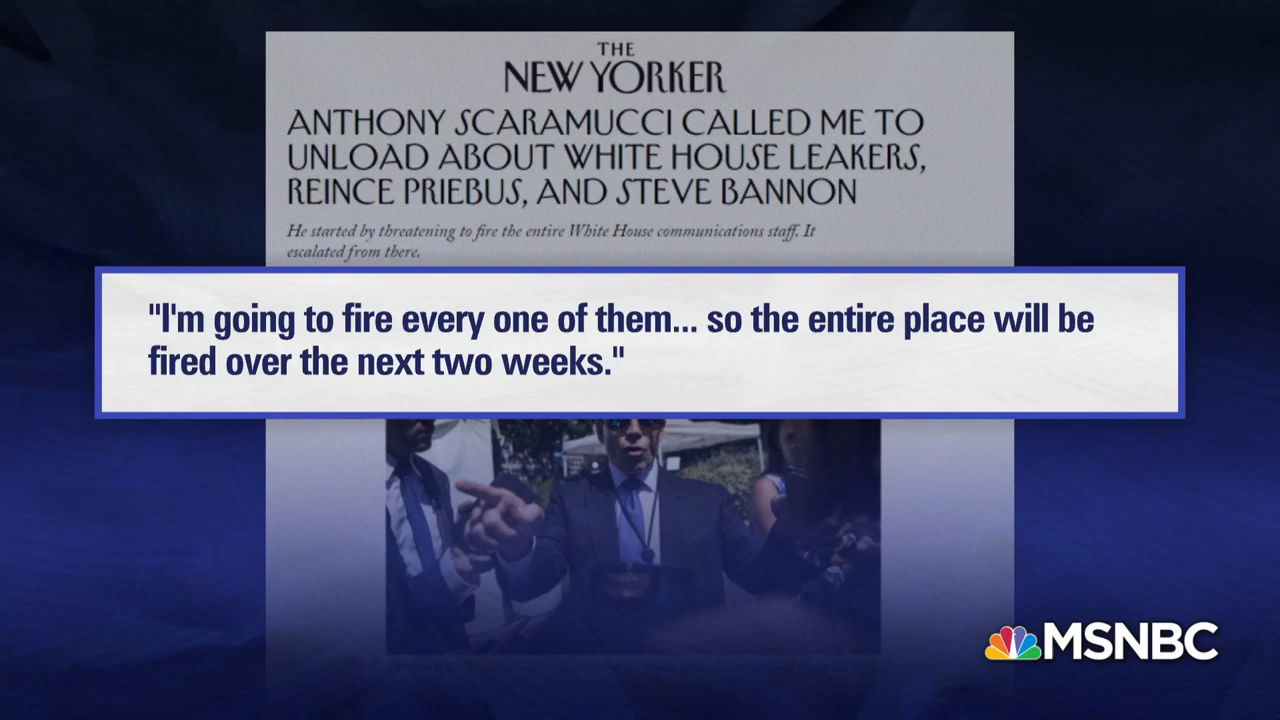 THE
NEW YORKER
ANTHONY SCARAMUCCI CALLED ME TO
UNLOAD ABOUT WHITE HOUSE LEAKERS,
REINCE PRIEBUS, AND STEVE BANNON
He started by threatening to fire the entire White House communications staff. It
escalated from there.
"I'm going to fire every one of them... so the entire place will be
fired over the next two weeks."
MSNBC